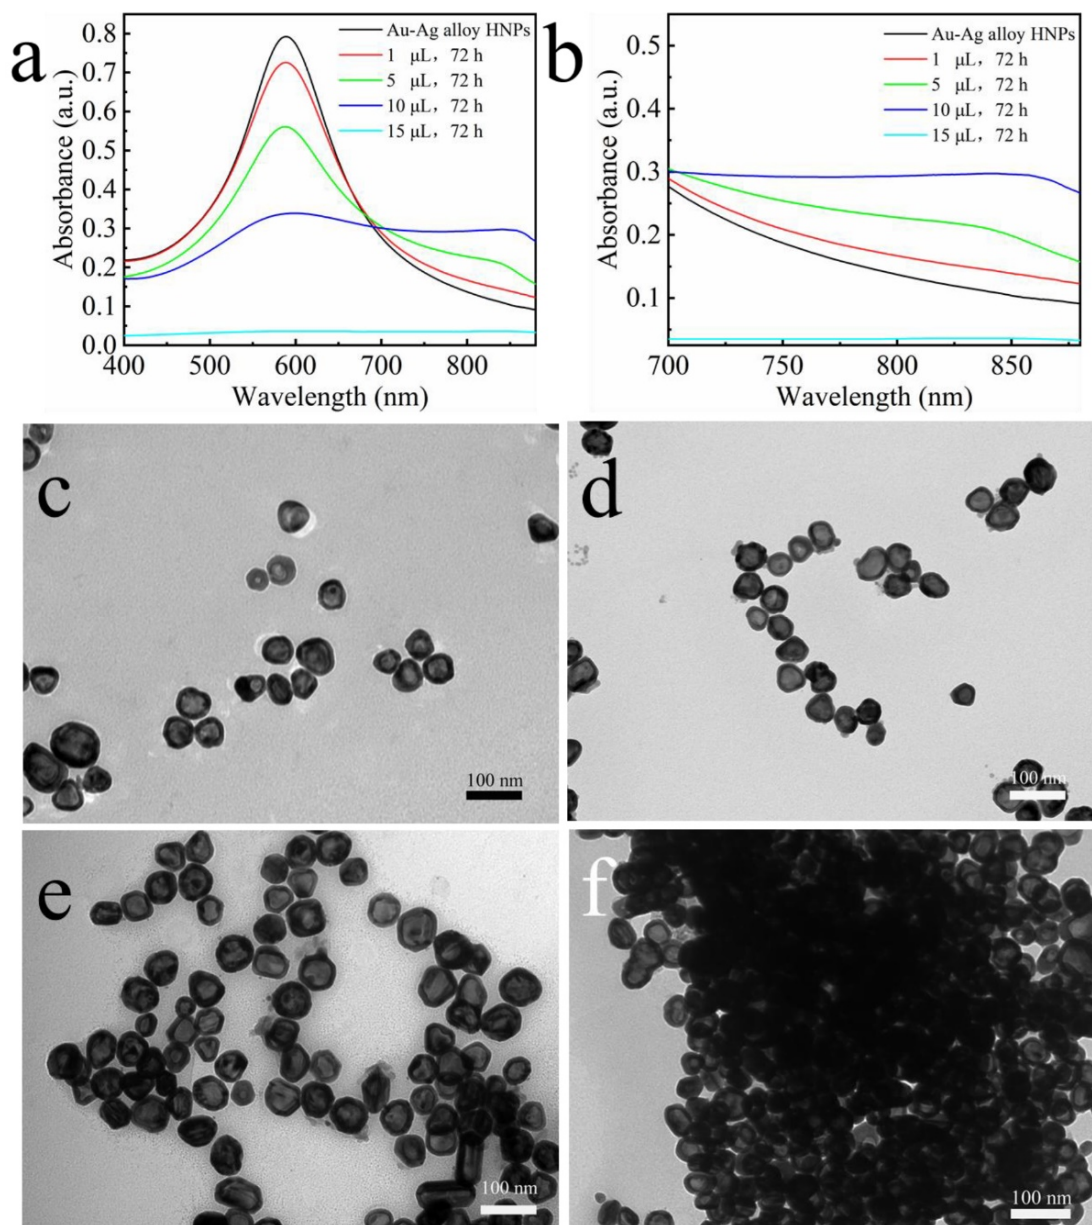 a
Absorbance (a.u.)
0.8
0.7
0.6
0.5
0.4
0.3
0.2
0.1
0.0
400 500 600 700 800
Wavelength (nm)
Au-Ag alloy HNPs
1 μL, 72 h
5 μL, 72 h
10 μL, 72 h
15 μL, 72 h
b
Absorbance (a.u.)
0.5
0.4
0.3
0.2
0.1
700 750 800 850
Wavelength (nm)
Au-Ag alloy HNPs
1 μL, 72 h
5 μL, 72 h
10 μL, 72 h
15 μL, 72 h
c
100 nm
d
100 nm
e
100 nm
f
100 nm